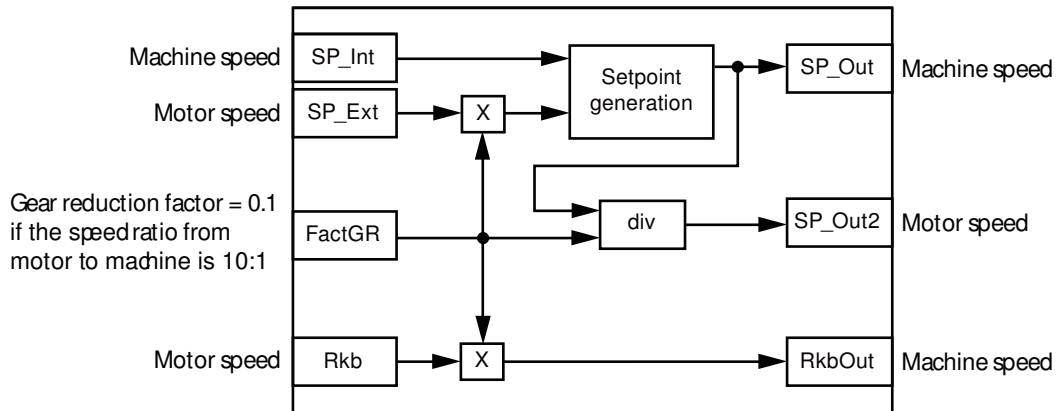 Machine speed
SP_Int
Setpoint
generation
SP_Out
Machine speed
Motor speed
SP_Ext
X
Gear reduction factor = 0.1
if the speed ratio from
motor to machine is 10:1
FactGR
div
SP_Out2
Motor speed
Motor speed
Rkb
X
RkbOut
Machine speed